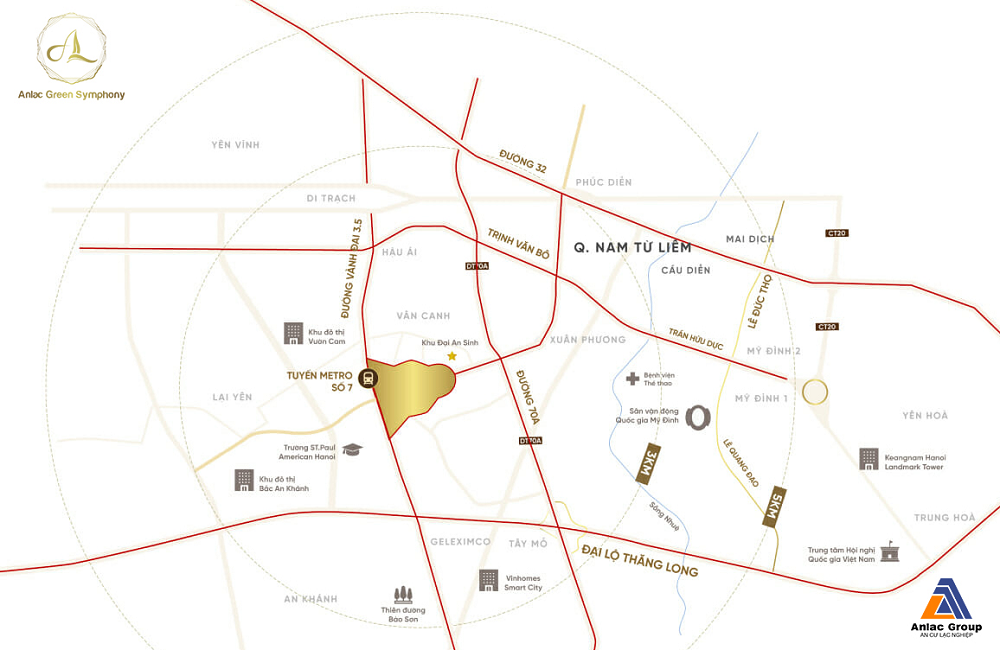 Anlạc Green Symphony
YÊN VĨNH
ĐƯỜNG 32
PHÚC DIỄN
DI TRẠCH
ĐƯỜNG VÀNH ĐAI 3.5
TRỊNH VĂN BÔ
Q. NAM TỪ LIÊM
MAI DỊCH
CT20
HẬU ÁI
DT70A
CẦU DIỄN
LÊ ĐỨC THỌ
VÂN CANH
CT20
Khu đô thị
Vườn Cam
Khu Đại An Sinh
XUÂN PHƯƠNG
TRẦN HỮU DỰC
MỸ ĐÌNH 2
TUYẾN METRO
SỐ 7
ĐƯỜNG 70A
Bệnh viện
Thể thao
LAI YÊN
MỸ ĐÌNH 1
Sân vận động
Quốc gia Mỹ Đình
YÊN HOÀ
DT70A
Trường ST.Paul
American Hanoi
3KM
LÊ QUANG ĐẠO
Keangnam Hanoi
Landmark Tower
Khu đô thị
Bắc An Khánh
5KM
Sông Nhuệ
TRUNG HOÀ
GELEXIMCO
TÂY MỖ
ĐẠI LỘ THĂNG LONG
Trung tâm Hội nghị
Quốc gia Việt Nam
Vinhomes
Smart City
AN KHÁNH
Thiên đường
Bảo Sơn
Anlac Group
AN CƯ LẠC NGHIỆP